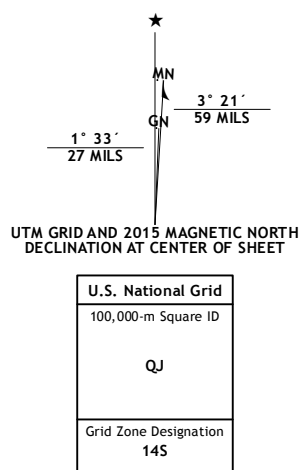 ★
MN
3° 21´
59 MILS
GN
1° 33´
27 MILS
UTM GRID AND 2015 MAGNETIC NORTH
DECLINATION AT CENTER OF SHEET
U.S. National Grid
100,000-m Square ID
QJ
Grid Zone Designation
14S